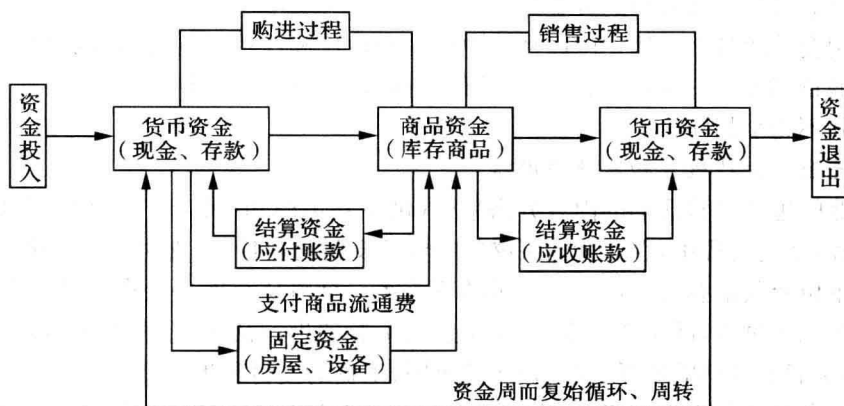 购进过程
销售过程
资金投入
货币资金
（现金、存款）
商品资金
（库存商品）
货币资金
（现金、存款）
资金退出
结算资金
（应付账款）
结算资金
（应收账款）
支付商品流通费
固定资金
（房屋、设备）
资金周而复始循环、周转